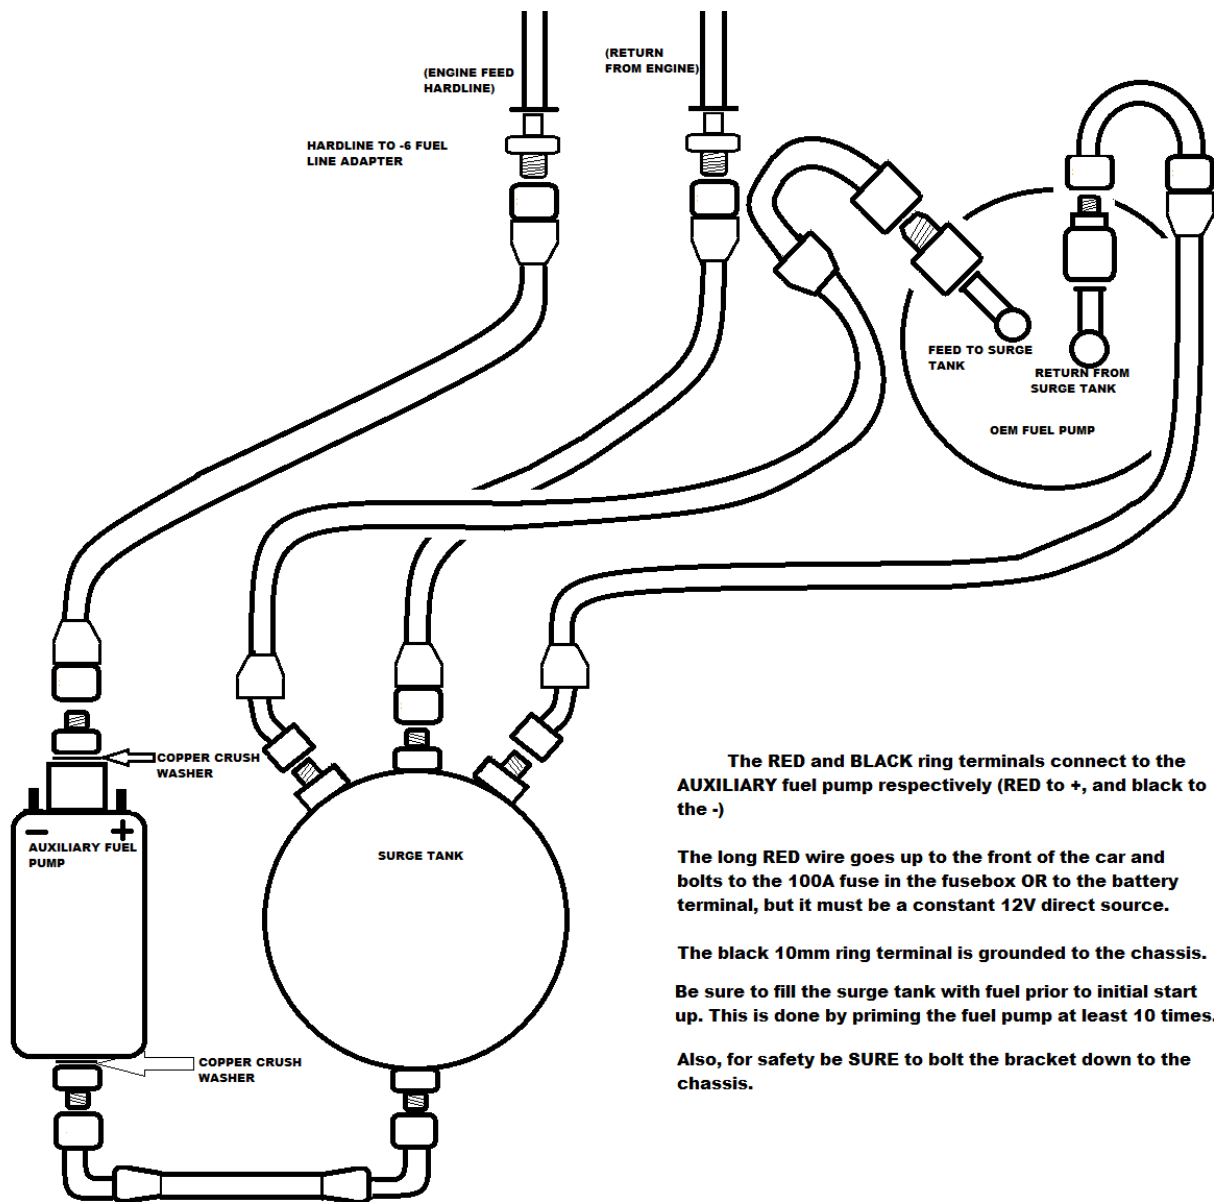 (ENGINE FEED
HARDLINE)
(RETURN
FROM ENGINE)
HARDLINE TO -6 FUEL
LINE ADAPTER
FEED TO SURGE
TANK
RETURN FROM
SURGE TANK
OEM FUEL PUMP
COPPER CRUSH
WASHER
- +
AUXILIARY FUEL
PUMP
SURGE TANK
COPPER CRUSH
WASHER
The RED and BLACK ring terminals connect to the
AUXILIARY fuel pump respectively (RED to +, and black to
the -)
The long RED wire goes up to the front of the car and
bolts to the 100A fuse in the fusebox OR to the battery
terminal, but it must be a constant 12V direct source.
The black 10mm ring terminal is grounded to the chassis.
Be sure to fill the surge tank with fuel prior to initial start
up. This is done by priming the fuel pump at least 10 times.
Also, for safety be SURE to bolt the bracket down to the
chassis.